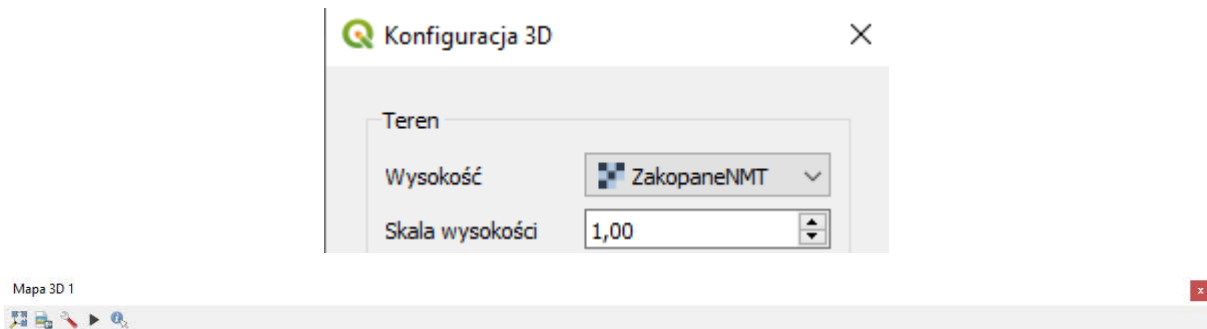 Konfiguracja 3D
Teren
Wysokość ZakopaneNMT
Skala wysokości 1,00
Mapa 3D 1